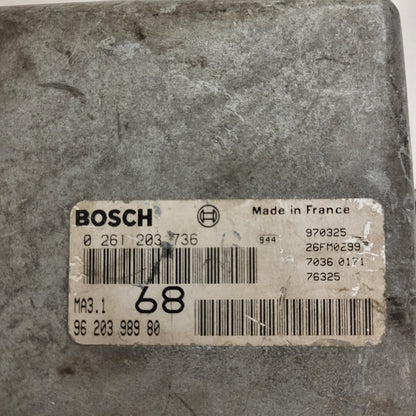 BOSCH Made in France
0 261 203 736 944 970325
26FM0299
7036 0171
76325
MA3.1 68
96 203 989 80